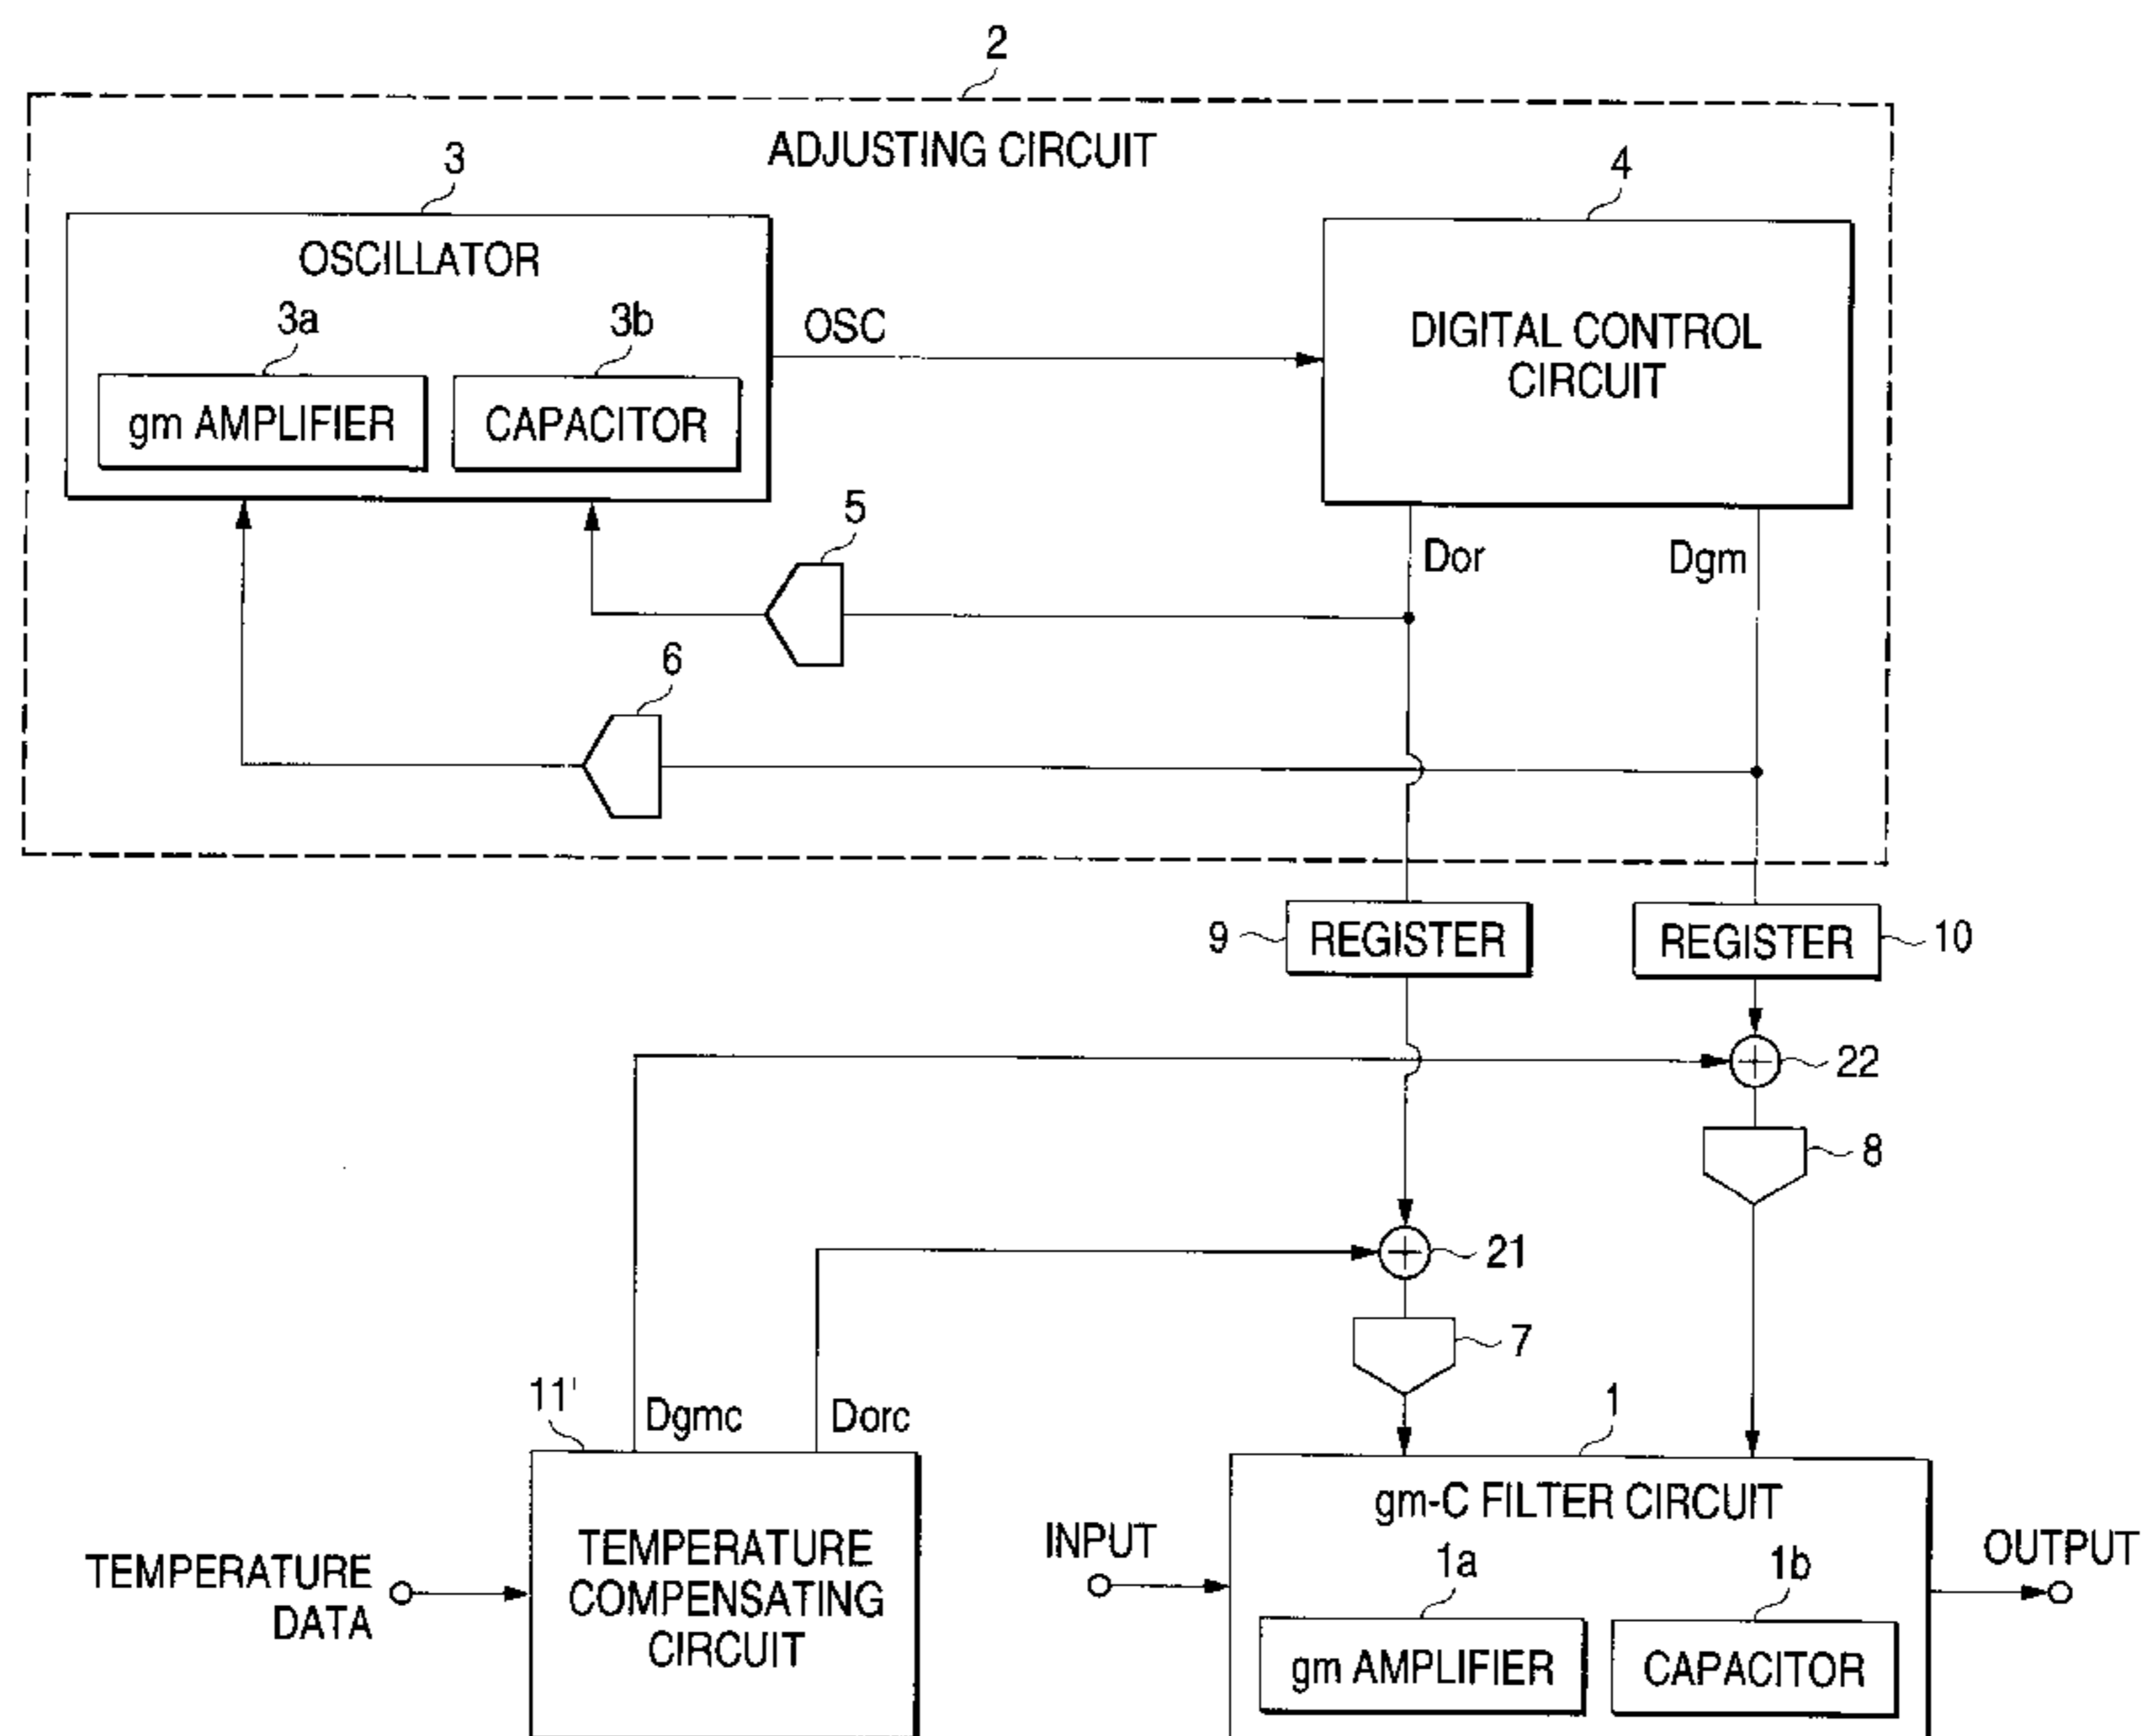 2
ADJUSTING CIRCUIT
3
4
OSCILLATOR
3a
3b
OSC
DIGITAL CONTROL
CIRCUIT
gm AMPLIFIER
CAPACITOR
5
Dor
Dgm
6
9
REGISTER
REGISTER
10
22
8
21
7
11'
Dgmc
Dorc
1
gm-C FILTER CIRCUIT
TEMPERATURE
DATA
TEMPERATURE
COMPENSATING
CIRCUIT
INPUT
1a
1b
OUTPUT
gm AMPLIFIER
CAPACITOR